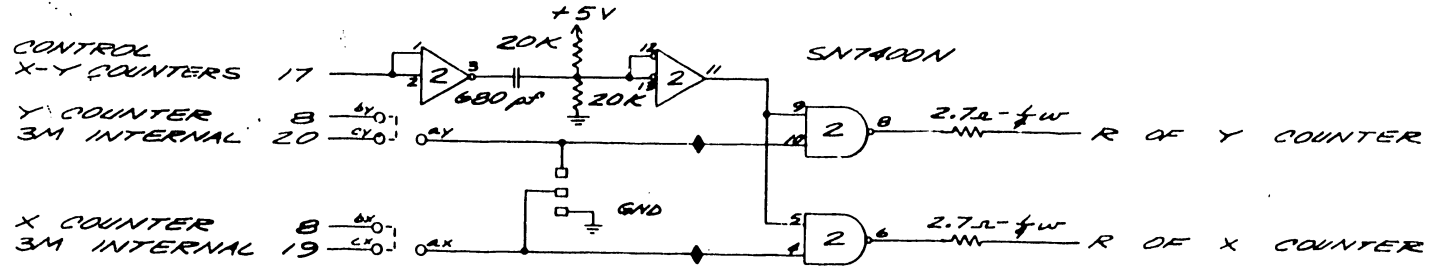 +5V
20K
CONTROL
X-Y COUNTERS 17
1
2
2
3
680 pf
20K
12
13
2
11
SN7400N
Y COUNTER 8 by
3M INTERNAL 20 cy
ay
9
10
2
8
2.7Ω-½w
R OF Y COUNTER
GND
X COUNTER 8 bx
3M INTERNAL 19 cx
ax
5
4
2
6
2.7Ω-½w
R OF X COUNTER